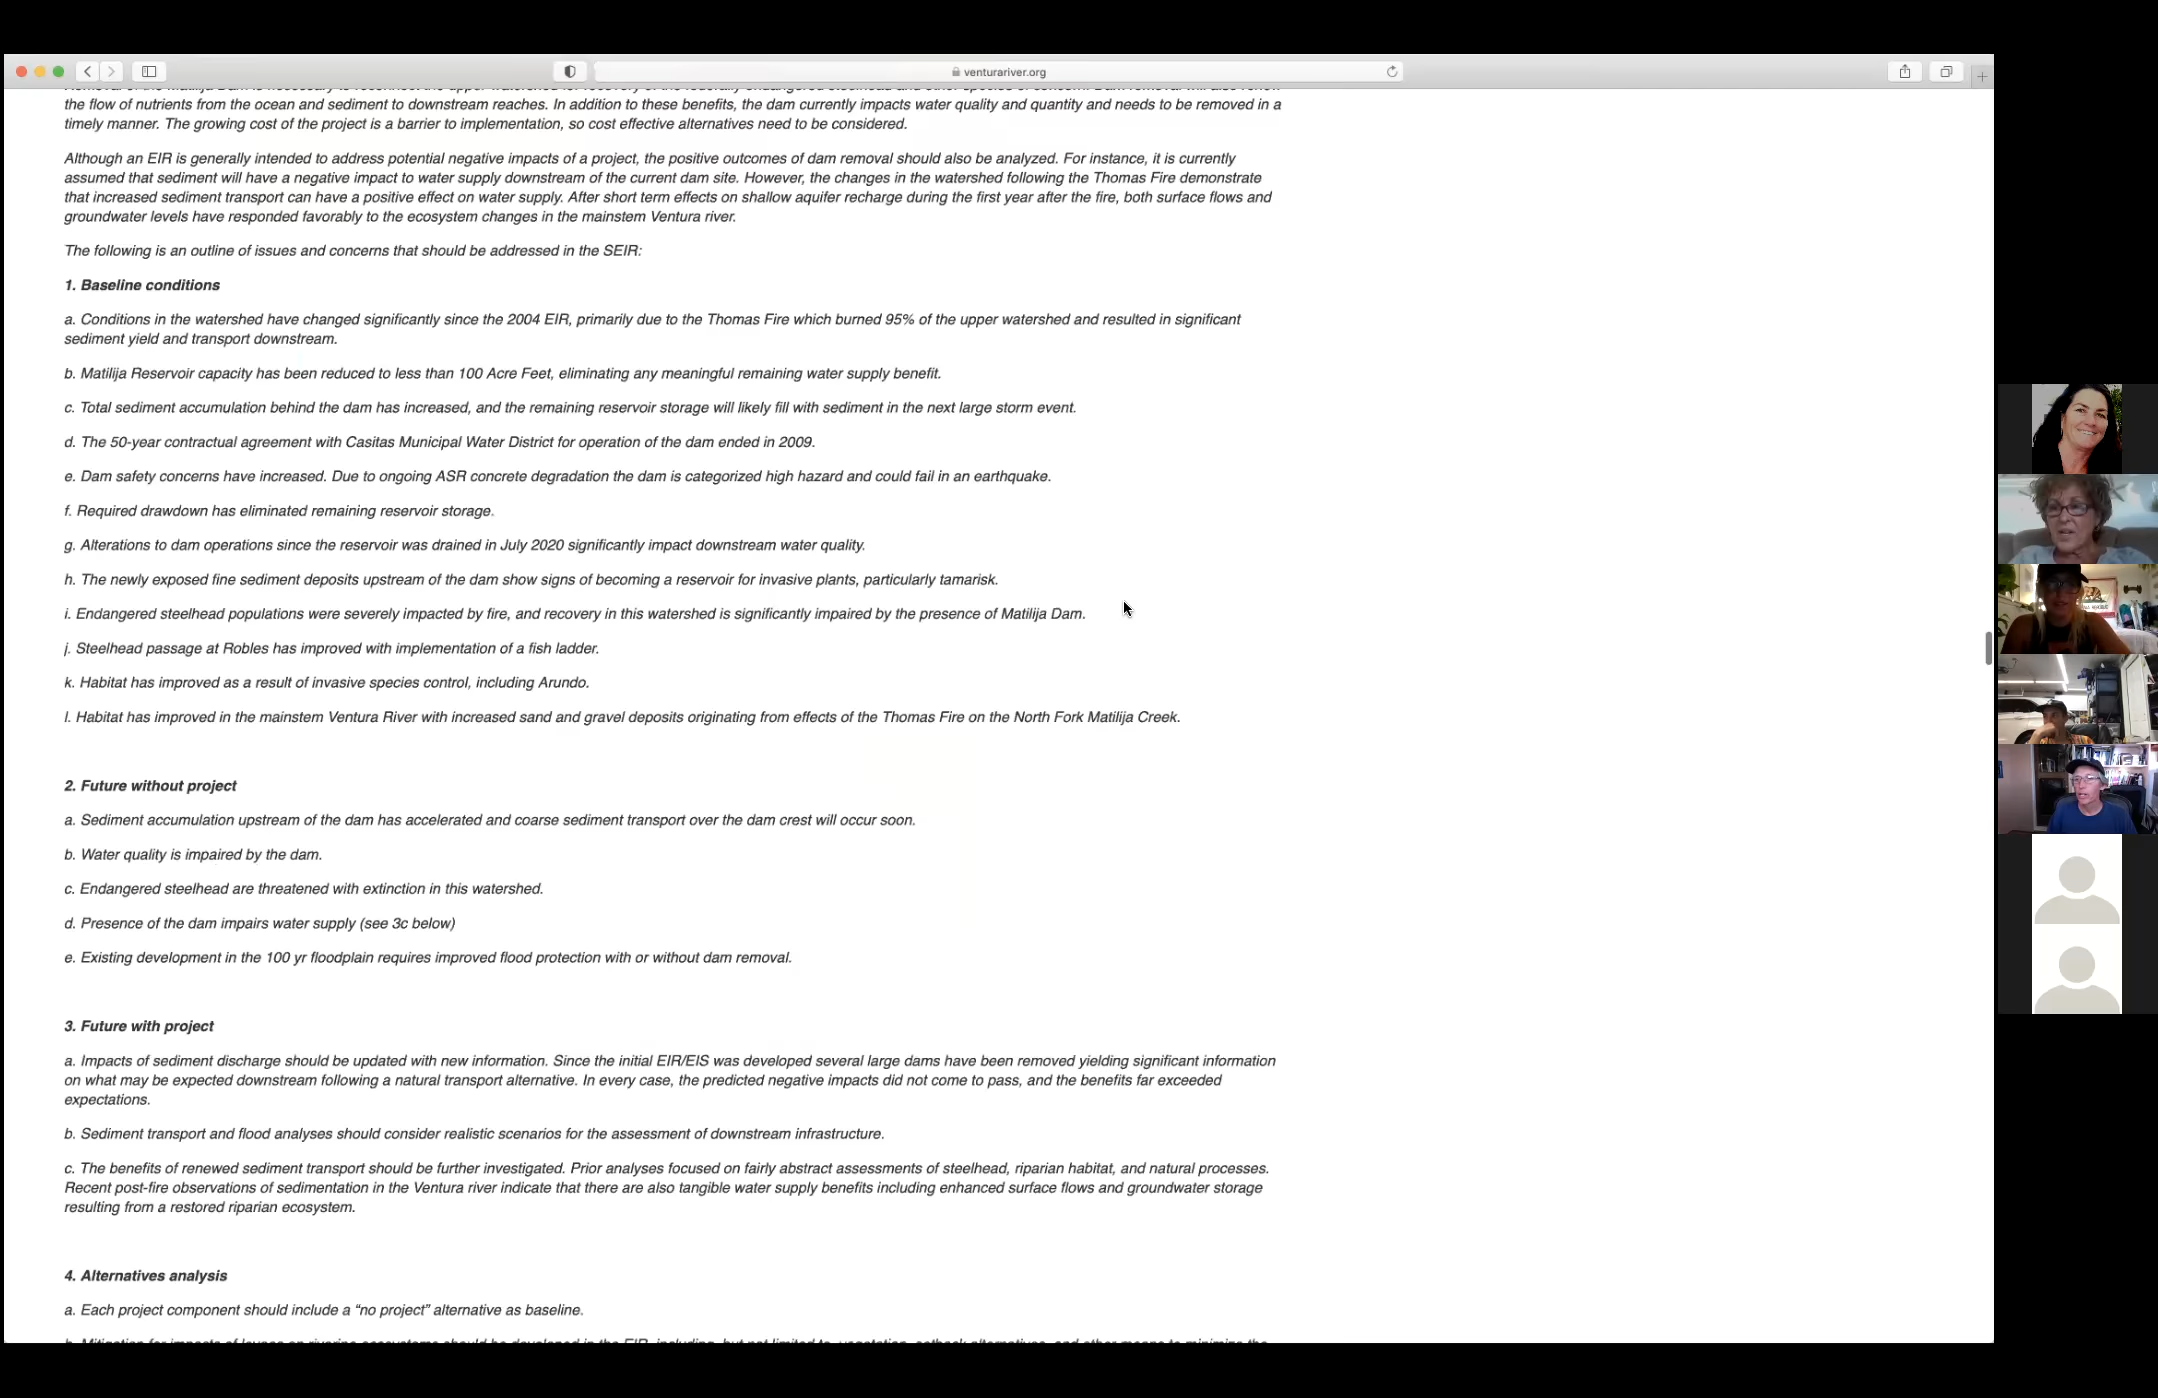 venturariver.org
the flow of nutrients from the ocean and sediment to downstream reaches. In addition to these benefits, the dam currently impacts water quality and quantity and needs to be removed in a
timely manner. The growing cost of the project is a barrier to implementation, so cost effective alternatives need to be considered.
Although an EIR is generally intended to address potential negative impacts of a project, the positive outcomes of dam removal should also be analyzed. For instance, it is currently
assumed that sediment will have a negative impact to water supply downstream of the current dam site. However, the changes in the watershed following the Thomas Fire demonstrate
that increased sediment transport can have a positive effect on water supply. After short term effects on shallow aquifer recharge during the first year after the fire, both surface flows and
groundwater levels have responded favorably to the ecosystem changes in the mainstem Ventura river.
The following is an outline of issues and concerns that should be addressed in the SEIR:
1. Baseline conditions
a. Conditions in the watershed have changed significantly since the 2004 EIR, primarily due to the Thomas Fire which burned 95% of the upper watershed and resulted in significant
sediment yield and transport downstream.
b. Matilija Reservoir capacity has been reduced to less than 100 Acre Feet, eliminating any meaningful remaining water supply benefit.
c. Total sediment accumulation behind the dam has increased, and the remaining reservoir storage will likely fill with sediment in the next large storm event.
d. The 50-year contractual agreement with Casitas Municipal Water District for operation of the dam ended in 2009.
e. Dam safety concerns have increased. Due to ongoing ASR concrete degradation the dam is categorized high hazard and could fail in an earthquake.
f. Required drawdown has eliminated remaining reservoir storage.
g. Alterations to dam operations since the reservoir was drained in July 2020 significantly impact downstream water quality.
h. The newly exposed fine sediment deposits upstream of the dam show signs of becoming a reservoir for invasive plants, particularly tamarisk.
i. Endangered steelhead populations were severely impacted by fire, and recovery in this watershed is significantly impaired by the presence of Matilija Dam.
j. Steelhead passage at Robles has improved with implementation of a fish ladder.
k. Habitat has improved as a result of invasive species control, including Arundo.
l. Habitat has improved in the mainstem Ventura River with increased sand and gravel deposits originating from effects of the Thomas Fire on the North Fork Matilija Creek.
2. Future without project
a. Sediment accumulation upstream of the dam has accelerated and coarse sediment transport over the dam crest will occur soon.
b. Water quality is impaired by the dam.
c. Endangered steelhead are threatened with extinction in this watershed.
d. Presence of the dam impairs water supply (see 3c below)
e. Existing development in the 100 yr floodplain requires improved flood protection with or without dam removal.
3. Future with project
a. Impacts of sediment discharge should be updated with new information. Since the initial EIR/EIS was developed several large dams have been removed yielding significant information
on what may be expected downstream following a natural transport alternative. In every case, the predicted negative impacts did not come to pass, and the benefits far exceeded
expectations.
b. Sediment transport and flood analyses should consider realistic scenarios for the assessment of downstream infrastructure.
c. The benefits of renewed sediment transport should be further investigated. Prior analyses focused on fairly abstract assessments of steelhead, riparian habitat, and natural processes.
Recent post-fire observations of sedimentation in the Ventura river indicate that there are also tangible water supply benefits including enhanced surface flows and groundwater storage
resulting from a restored riparian ecosystem.
4. Alternatives analysis
a. Each project component should include a “no project” alternative as baseline.